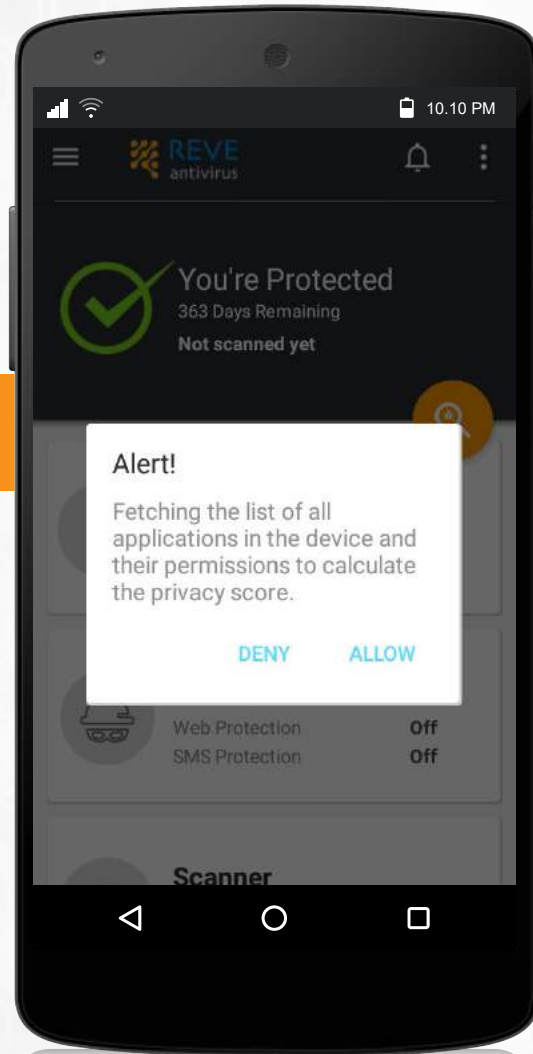 10.10 PM
REVE
antivirus
You're Protected
363 Days Remaining
Not scanned yet
Alert!
Fetching the list of all
applications in the device and
their permissions to calculate
the privacy score.
DENY ALLOW
Web Protection Off
SMS Protection Off
Scanner